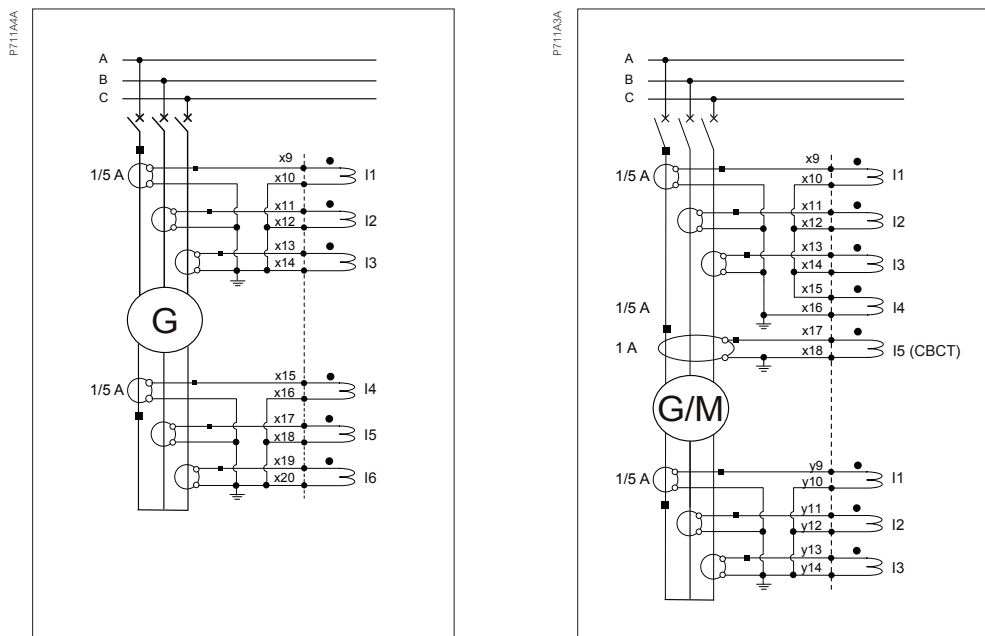 P711A4A
A
B
C
1/5 A
x9
x10
I1
x11
x12
I2
x13
x14
I3
G
1/5 A
x15
x16
I4
x17
x18
I5
x19
x20
I6
P711A3A
A
B
C
1/5 A
x9
x10
I1
x11
x12
I2
x13
x14
I3
1/5 A
x15
x16
I4
1 A
x17
x18
I5 (CBCT)
G/M
1/5 A
y9
y10
I1
y11
y12
I2
y13
y14
I3